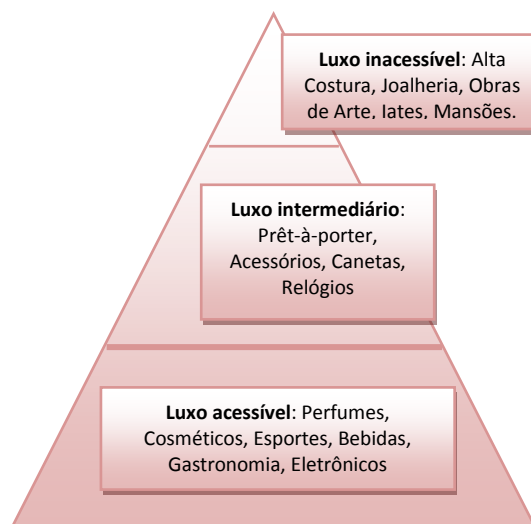 Luxo inacessível: Alta
Costura, Joalheria, Obras
de Arte, Iates, Mansões.
Luxo intermediário:
Prêt-à-porter,
Acessórios, Canetas,
Relógios
Luxo acessível: Perfumes,
Cosméticos, Esportes, Bebidas,
Gastronomia, Eletrônicos